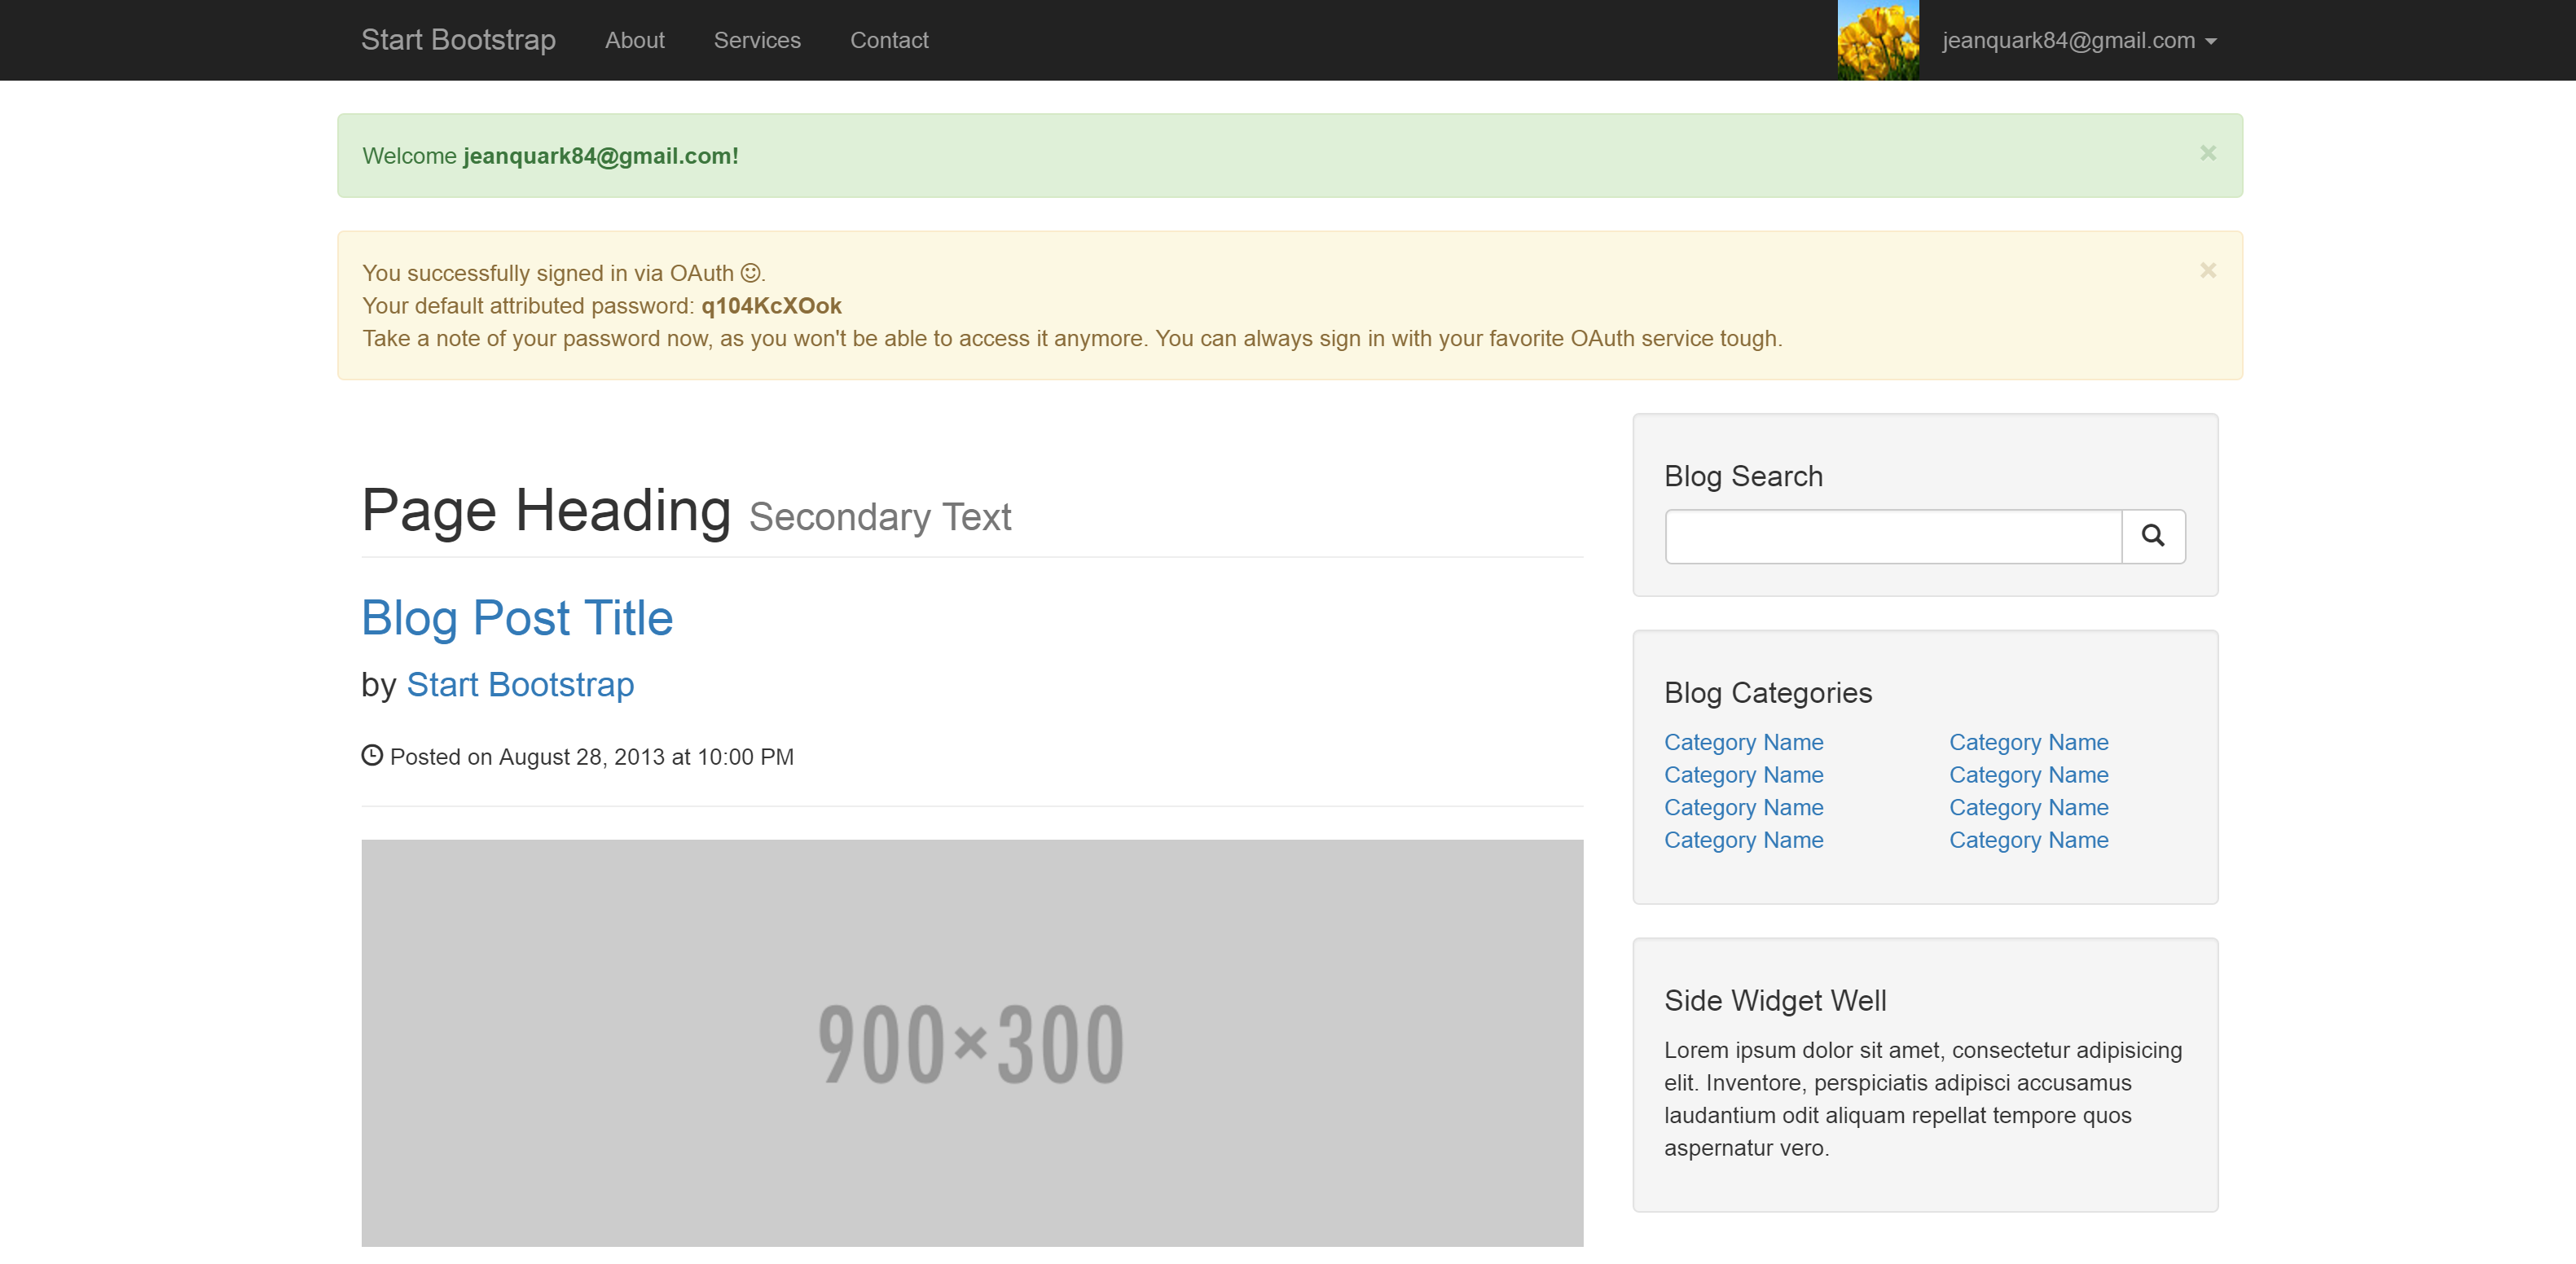 Start Bootstrap About Services Contact jeanquark84@gmail.com
Welcome jeanquark84@gmail.com! ×
You successfully signed in via OAuth ☺. ×
Your default attributed password: q104KcXOok
Take a note of your password now, as you won't be able to access it anymore. You can always sign in with your favorite OAuth service tough.
Page Heading Secondary Text
Blog Post Title
by Start Bootstrap
Posted on August 28, 2013 at 10:00 PM
900×300
Blog Search
Blog Categories
Category Name Category Name
Category Name Category Name
Category Name Category Name
Category Name Category Name
Side Widget Well
Lorem ipsum dolor sit amet, consectetur adipisicing
elit. Inventore, perspiciatis adipisci accusamus
laudantium odit aliquam repellat tempore quos
aspernatur vero.